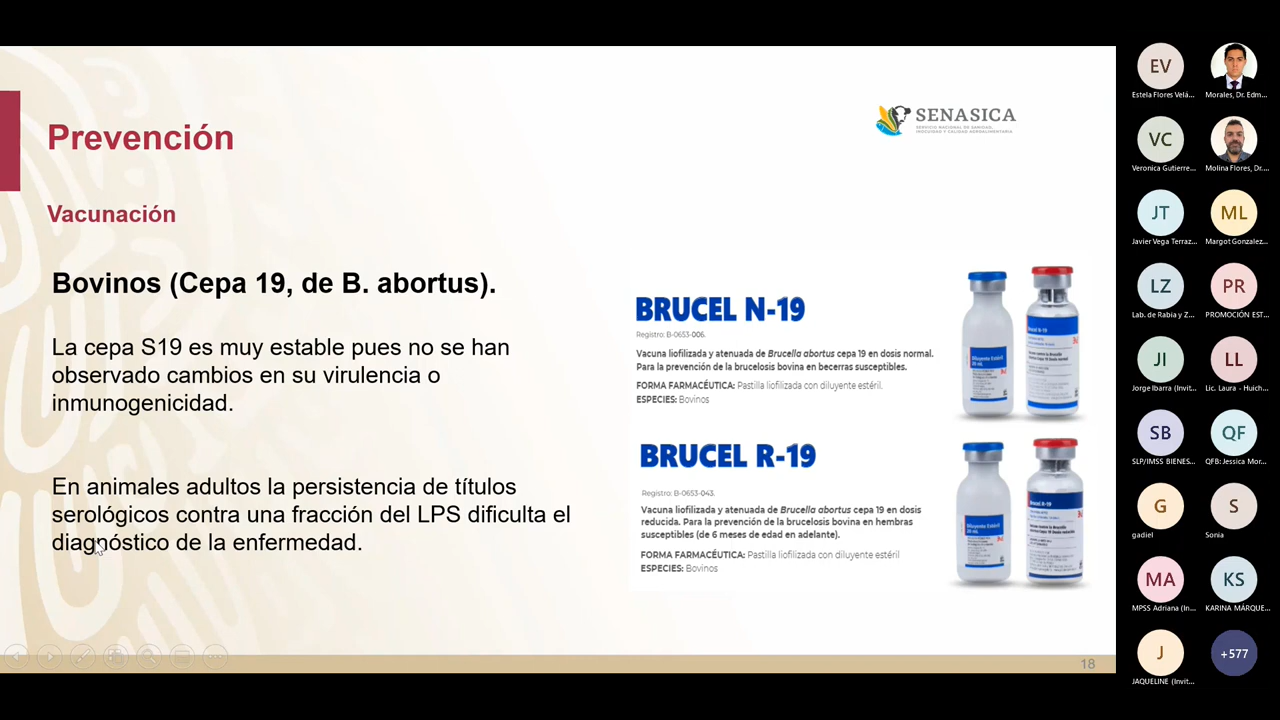 Prevención
SENASICA
SERVICIO NACIONAL DE SANIDAD,
INOCUIDAD Y CALIDAD AGROALIMENTARIA
Vacunación
Bovinos (Cepa 19, de B. abortus).
La cepa S19 es muy estable pues no se han
observado cambios en su virulencia o
inmunogenicidad.
En animales adultos la persistencia de títulos
serológicos contra una fracción del LPS dificulta el
diagnóstico de la enfermedad.
BRUCEL N-19
Registro: B-0653-006.
Vacuna liofilizada y atenuada de Brucella abortus cepa 19 en dosis normal.
Para la prevención de la brucelosis bovina en becerras susceptibles.
FORMA FARMACÉUTICA: Pastilla liofilizada con diluyente estéril.
ESPECIES: Bovinos
BRUCEL R-19
Registro: B-0653-043.
Vacuna liofilizada y atenuada de Brucella abortus cepa 19 en dosis
reducida. Para la prevención de la brucelosis bovina en hembras
susceptibles (de 6 meses de edad en adelante).
FORMA FARMACÉUTICA: Pastilla liofilizada con diluyente estéril
ESPECIES: Bovinos
18
EV
Estela Flores Velá...
Morales, Dr. Edm...
VC
Veronica Gutierre...
Molina Flores, Dr....
JT
Javier Vega Terraz...
ML
Margot Gonzalez...
LZ
Lab. de Rabia y Z...
PR
PROMOCIÓN EST...
JI
Jorge Ibarra (Invit...
LL
Lic. Laura - Huich...
SB
SLP/IMSS BIENES...
QF
QFB: Jessica Mor...
G
gadiel
S
Sonia
MA
MPSS Adriana (In...
KS
KARINA MÁRQUE...
J
JAQUELINE (Invit...
+577